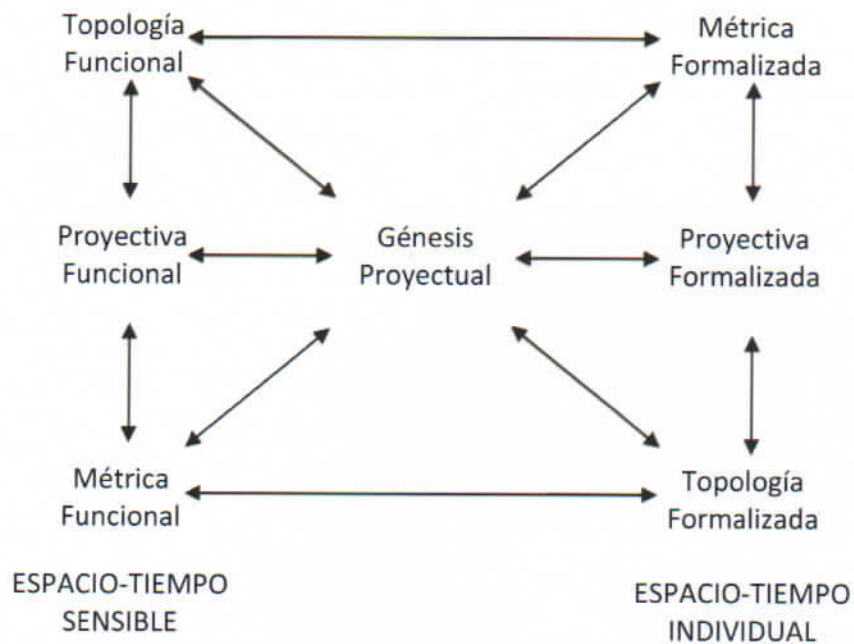 Topología
Funcional
Métrica
Formalizada
Proyectiva
Funcional
Génesis
Proyectual
Proyectiva
Formalizada
Métrica
Funcional
Topología
Formalizada
ESPACIO-TIEMPO
SENSIBLE
ESPACIO-TIEMPO
INDIVIDUAL